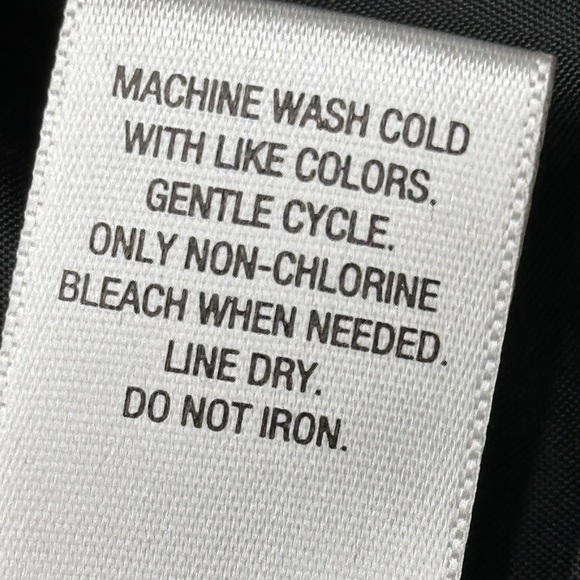 MACHINE WASH COLD
WITH LIKE COLORS.
GENTLE CYCLE.
ONLY NON-CHLORINE
BLEACH WHEN NEEDED.
LINE DRY.
DO NOT IRON.